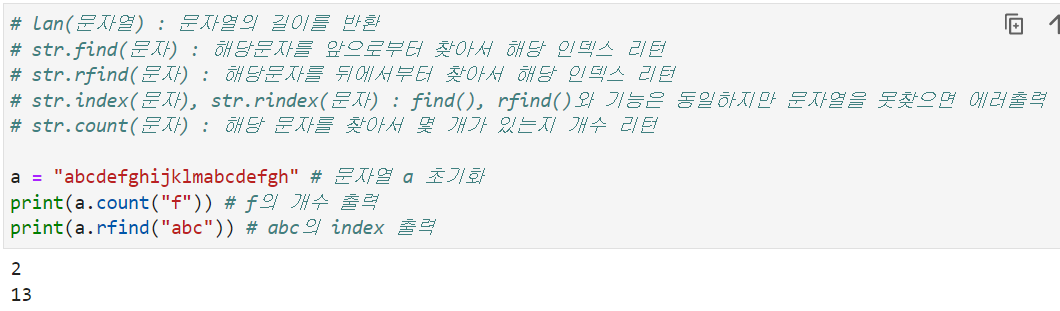 # lan(문자열) : 문자열의 길이를 반환
# str.find(문자) : 해당문자를 앞으로부터 찾아서 해당 인덱스 리턴
# str.rfind(문자) : 해당문자를 뒤에서부터 찾아서 해당 인덱스 리턴
# str.index(문자), str.rindex(문자) : find(), rfind()와 기능은 동일하지만 문자열을 못찾으면 에러출력
# str.count(문자) : 해당 문자를 찾아서 몇 개가 있는지 개수 리턴
a = "abcdefghijklmabcdefgh" # 문자열 a 초기화
print(a.count("f")) # f의 개수 출력
print(a.rfind("abc")) # abc의 index 출력
2
13